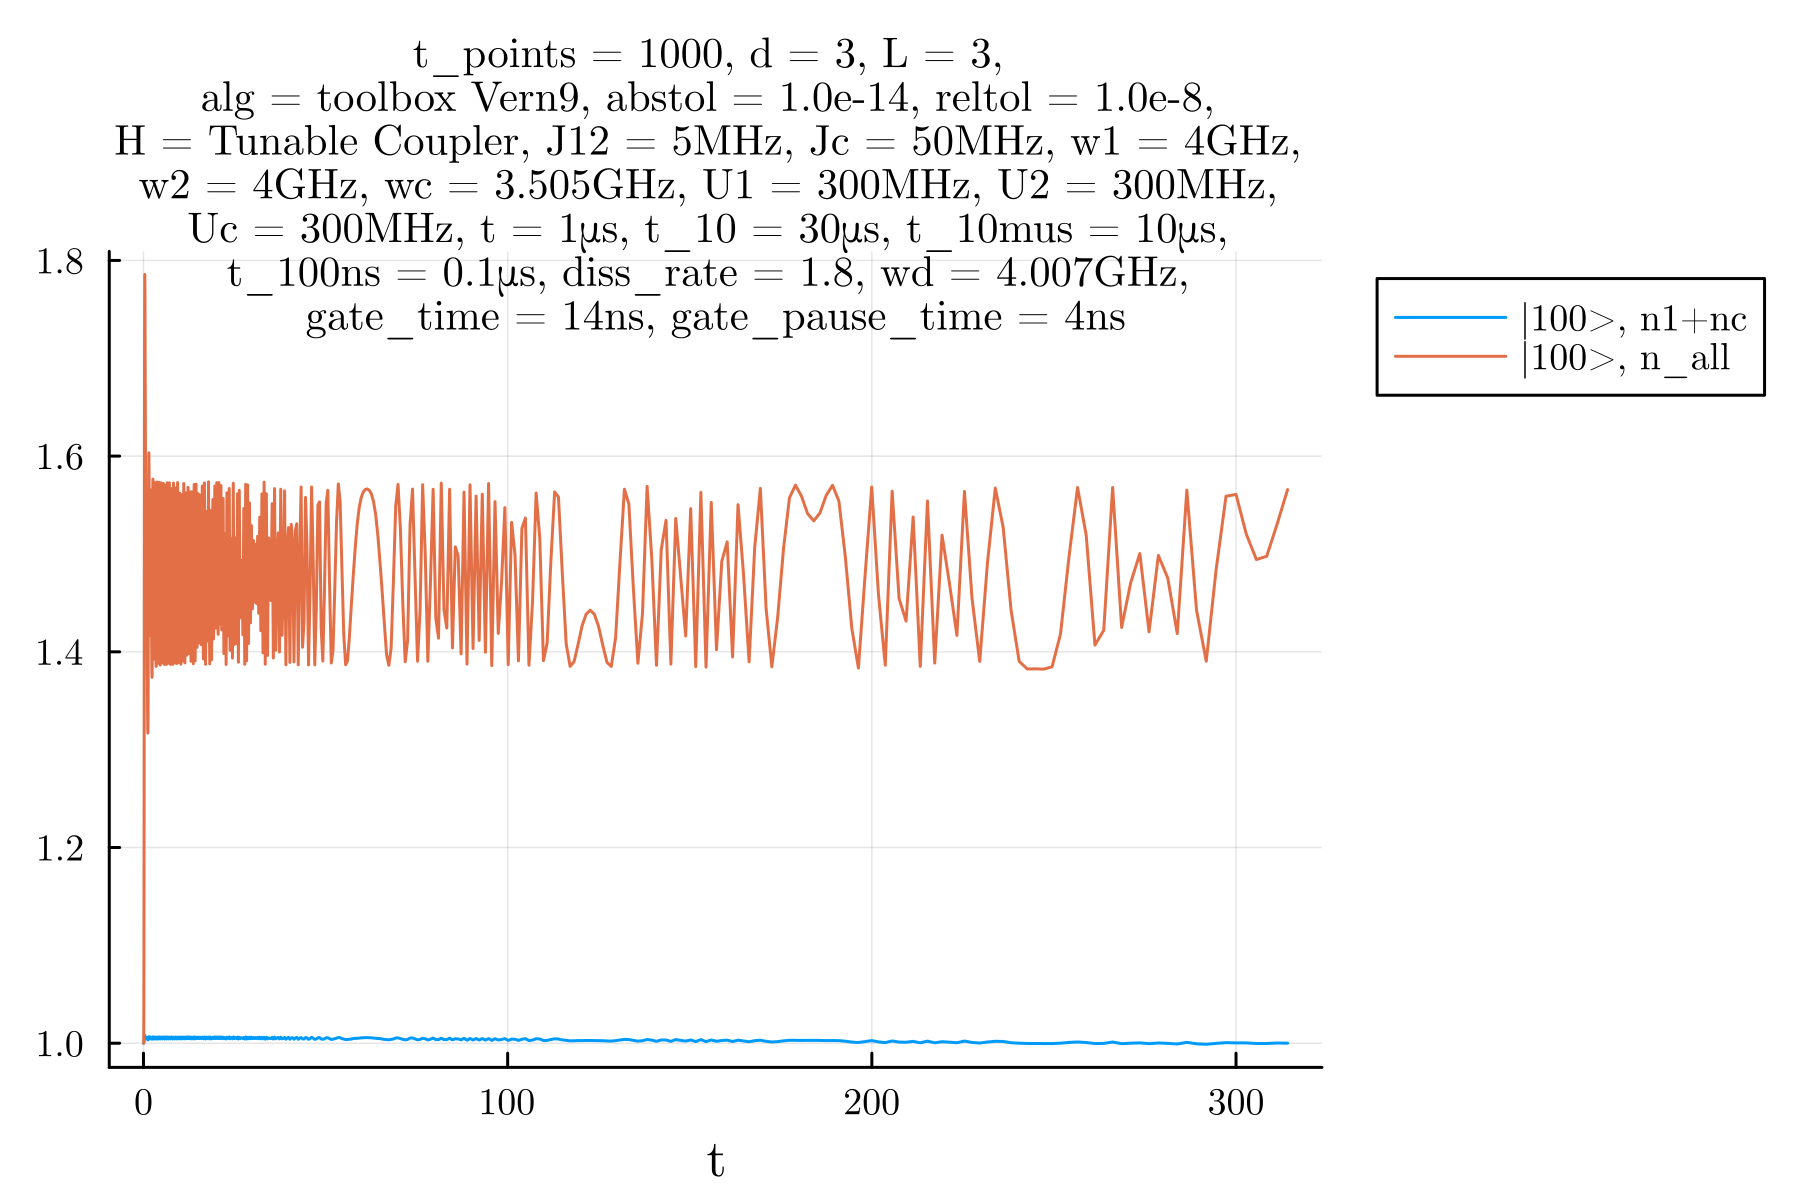 t_points = 1000, d = 3, L = 3,
alg = toolbox Vern9, abstol = 1.0e-14, reltol = 1.0e-8,
H = Tunable Coupler, J12 = 5MHz, Jc = 50MHz, w1 = 4GHz,
w2 = 4GHz, wc = 3.505GHz, U1 = 300MHz, U2 = 300MHz,
Uc = 300MHz, t = 1μs, t_10 = 30μs, t_10mus = 10μs,
t_100ns = 0.1μs, diss_rate = 1.8, wd = 4.007GHz,
gate_time = 14ns, gate_pause_time = 4ns
1.8
1.6
1.4
1.2
1.0
0 100 200 300
t
|100>, n1+nc
|100>, n_all